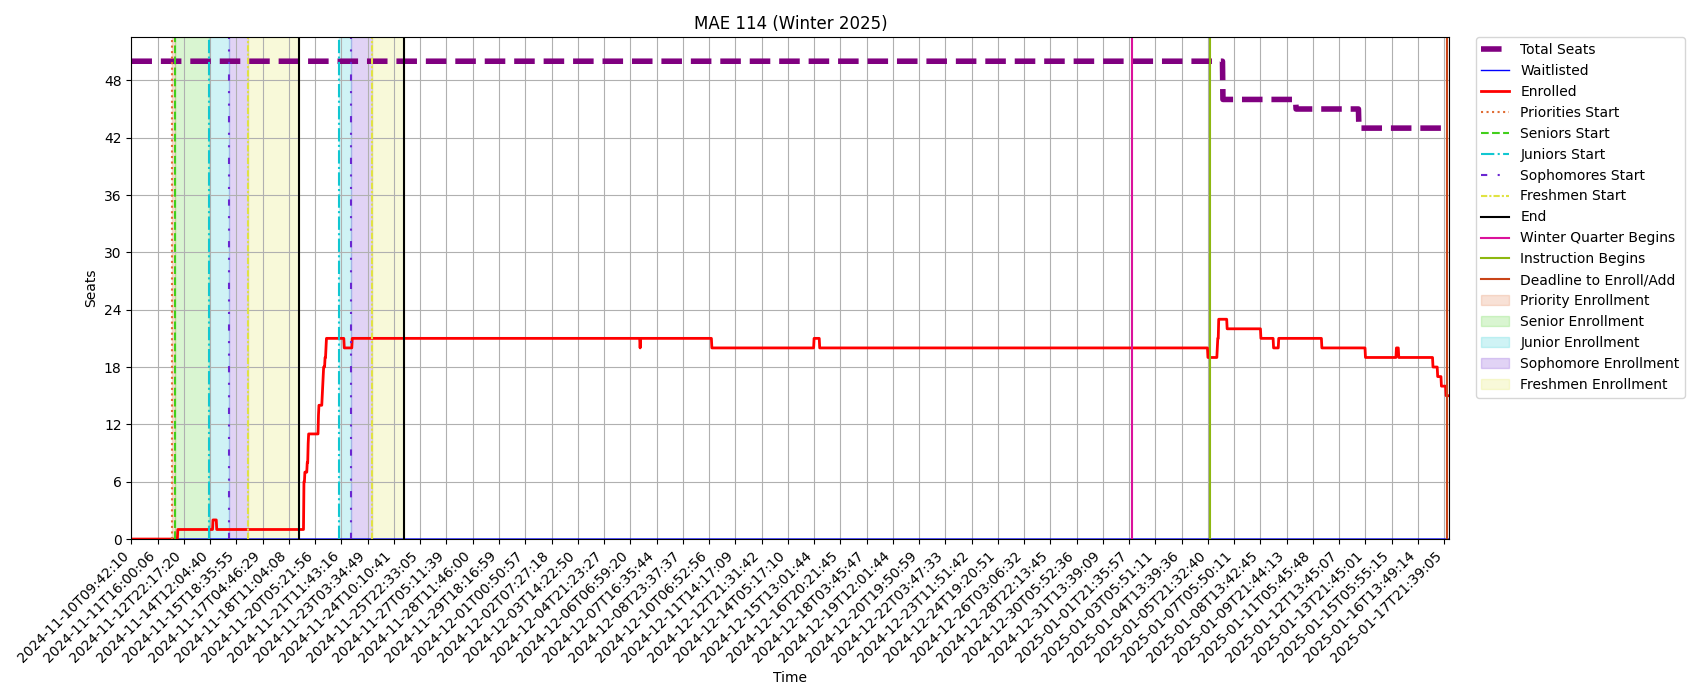 MAE 114 (Winter 2025)
Seats
48
42
36
30
24
18
12
6
0
2024-11-10T09:42:10
2024-11-11T16:00:06
2024-11-12T22:17:20
2024-11-14T12:04:40
2024-11-15T18:35:55
2024-11-17T04:46:29
2024-11-18T11:04:08
2024-11-20T05:21:56
2024-11-21T11:43:16
2024-11-23T03:34:49
2024-11-24T10:10:41
2024-11-25T22:33:05
2024-11-27T05:11:39
2024-11-28T11:46:00
2024-11-29T18:16:59
2024-12-01T00:50:57
2024-12-02T07:27:18
2024-12-03T14:22:50
2024-12-04T21:23:27
2024-12-06T06:59:20
2024-12-07T16:35:44
2024-12-08T23:37:37
2024-12-10T06:52:56
2024-12-11T14:17:09
2024-12-12T21:31:42
2024-12-14T05:17:10
2024-12-15T13:01:44
2024-12-16T20:21:45
2024-12-18T03:45:47
2024-12-19T12:01:44
2024-12-20T19:50:59
2024-12-22T03:47:33
2024-12-23T11:51:42
2024-12-24T19:20:51
2024-12-26T03:06:32
2024-12-28T22:13:45
2024-12-30T05:52:36
2024-12-31T13:39:09
2025-01-01T21:35:57
2025-01-03T05:51:11
2025-01-04T13:39:36
2025-01-05T21:32:40
2025-01-07T05:50:11
2025-01-08T13:42:45
2025-01-09T21:44:13
2025-01-11T05:45:48
2025-01-12T13:45:07
2025-01-13T21:45:01
2025-01-15T05:55:15
2025-01-16T13:49:14
2025-01-17T21:39:05
Time
Total Seats
Waitlisted
Enrolled
Priorities Start
Seniors Start
Juniors Start
Sophomores Start
Freshmen Start
End
Winter Quarter Begins
Instruction Begins
Deadline to Enroll/Add
Priority Enrollment
Senior Enrollment
Junior Enrollment
Sophomore Enrollment
Freshmen Enrollment